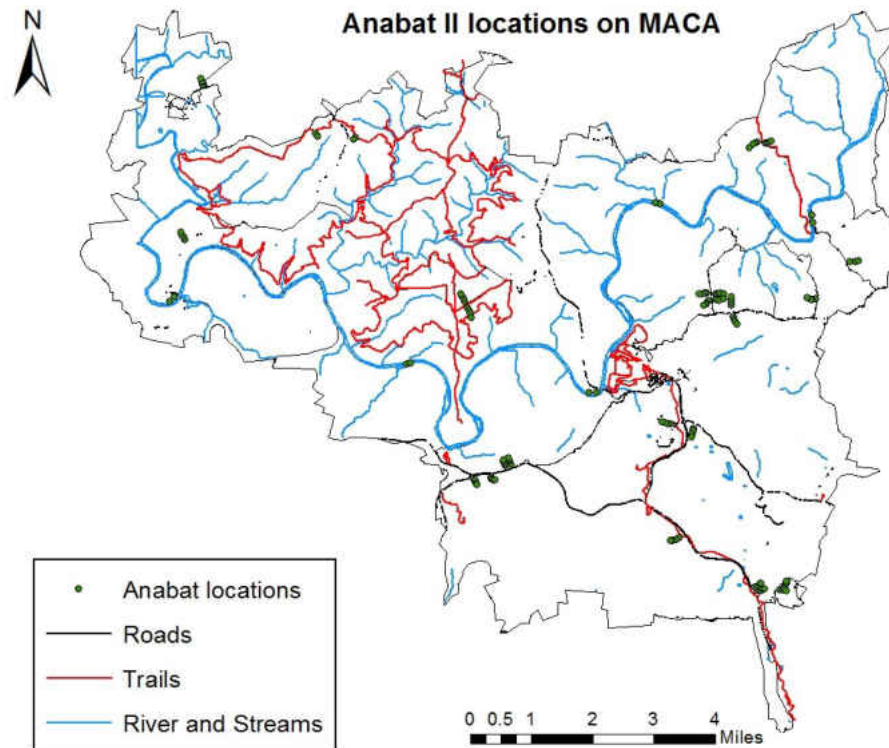 Anabat II locations on MACA
N
Anabat locations
Roads
Trails
River and Streams
0 0.5 1 2 3 4
Miles